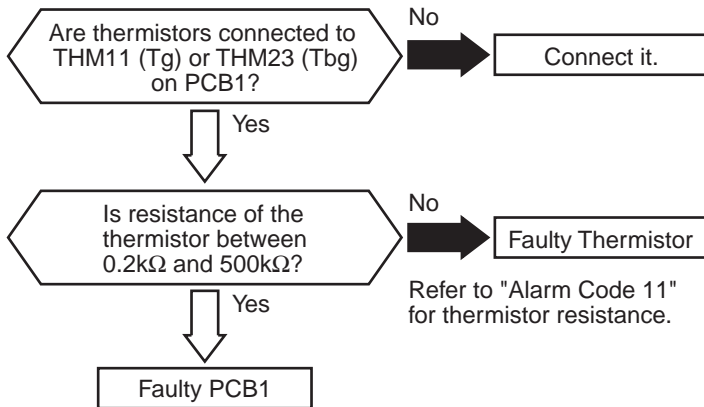 Are thermistors connected to
THM11 (Tg) or THM23 (Tbg)
on PCB1?
No
Connect it.
Yes
Is resistance of the
thermistor between
0.2kΩ and 500kΩ?
No
Faulty Thermistor
Refer to "Alarm Code 11"
for thermistor resistance.
Yes
Faulty PCB1